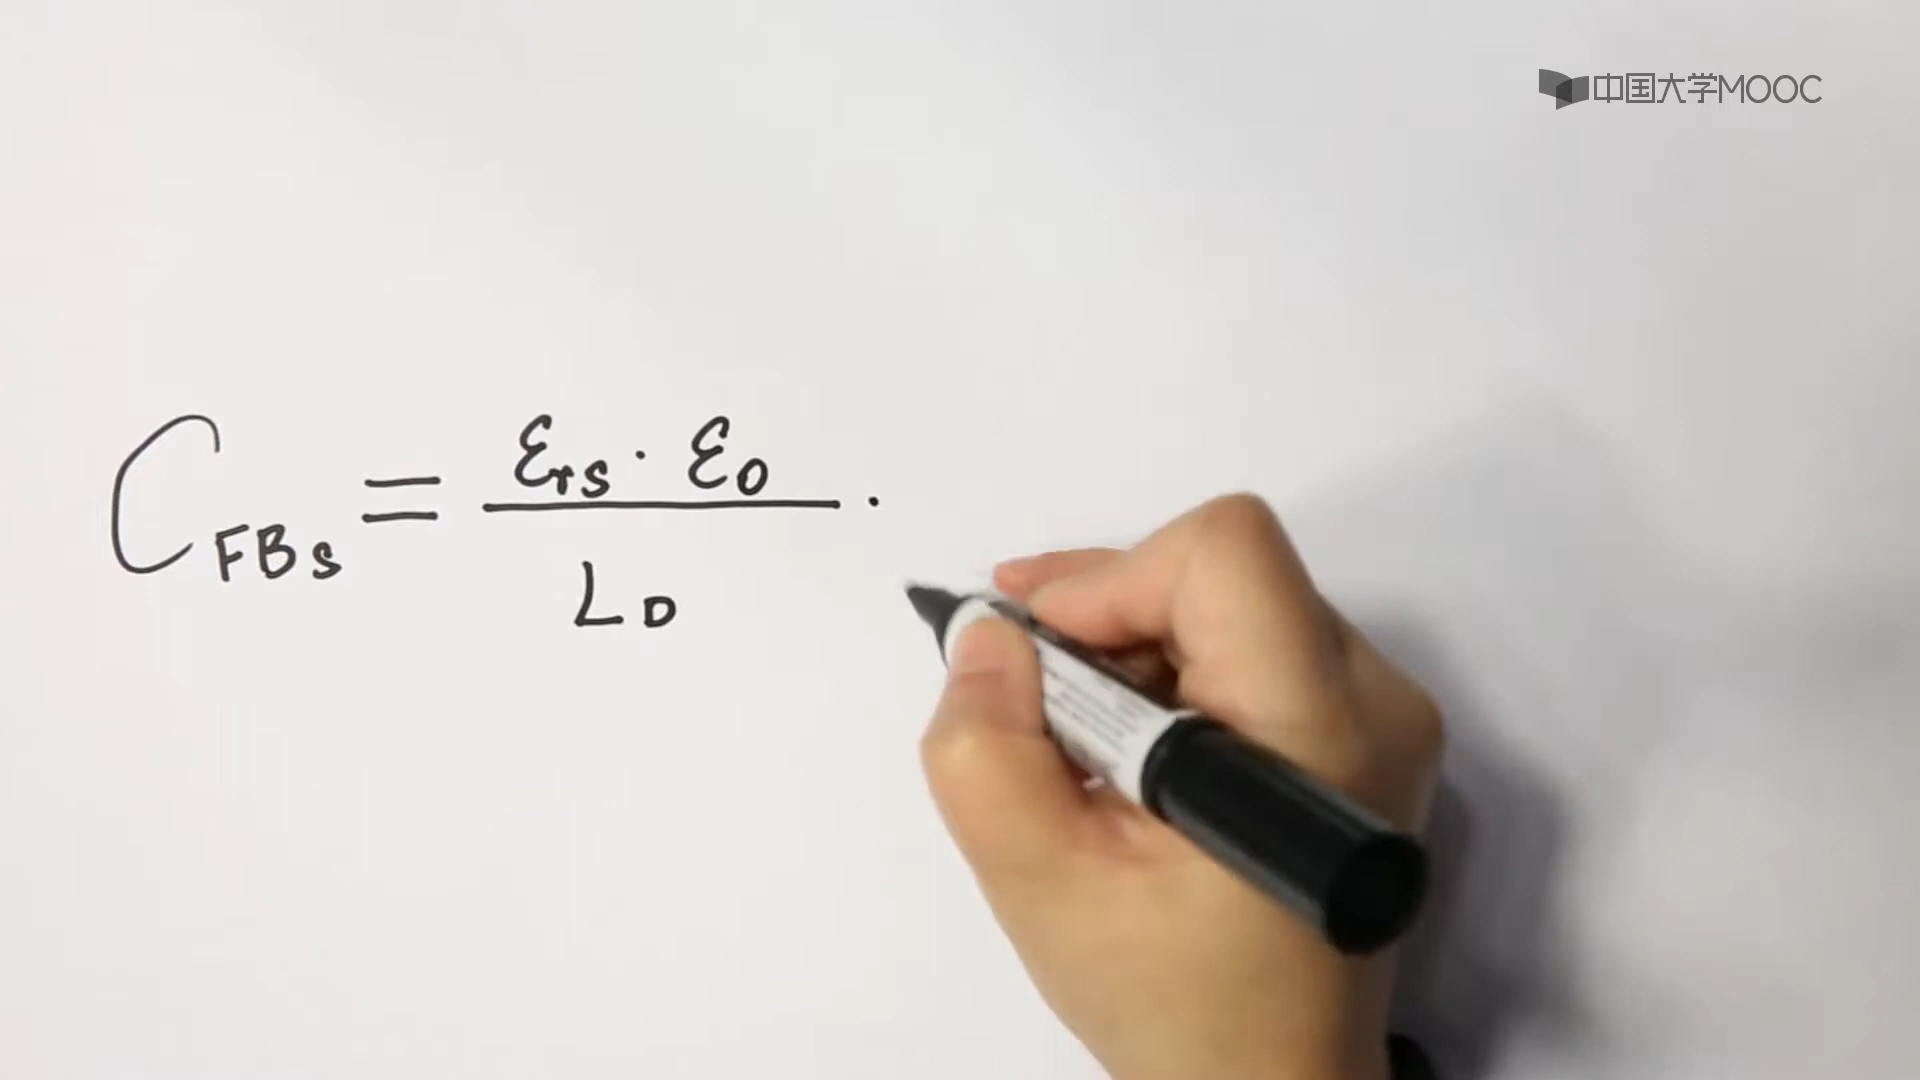 中国大学MOOC
C_FBs = (ε_rs · ε_0) / L_D ·